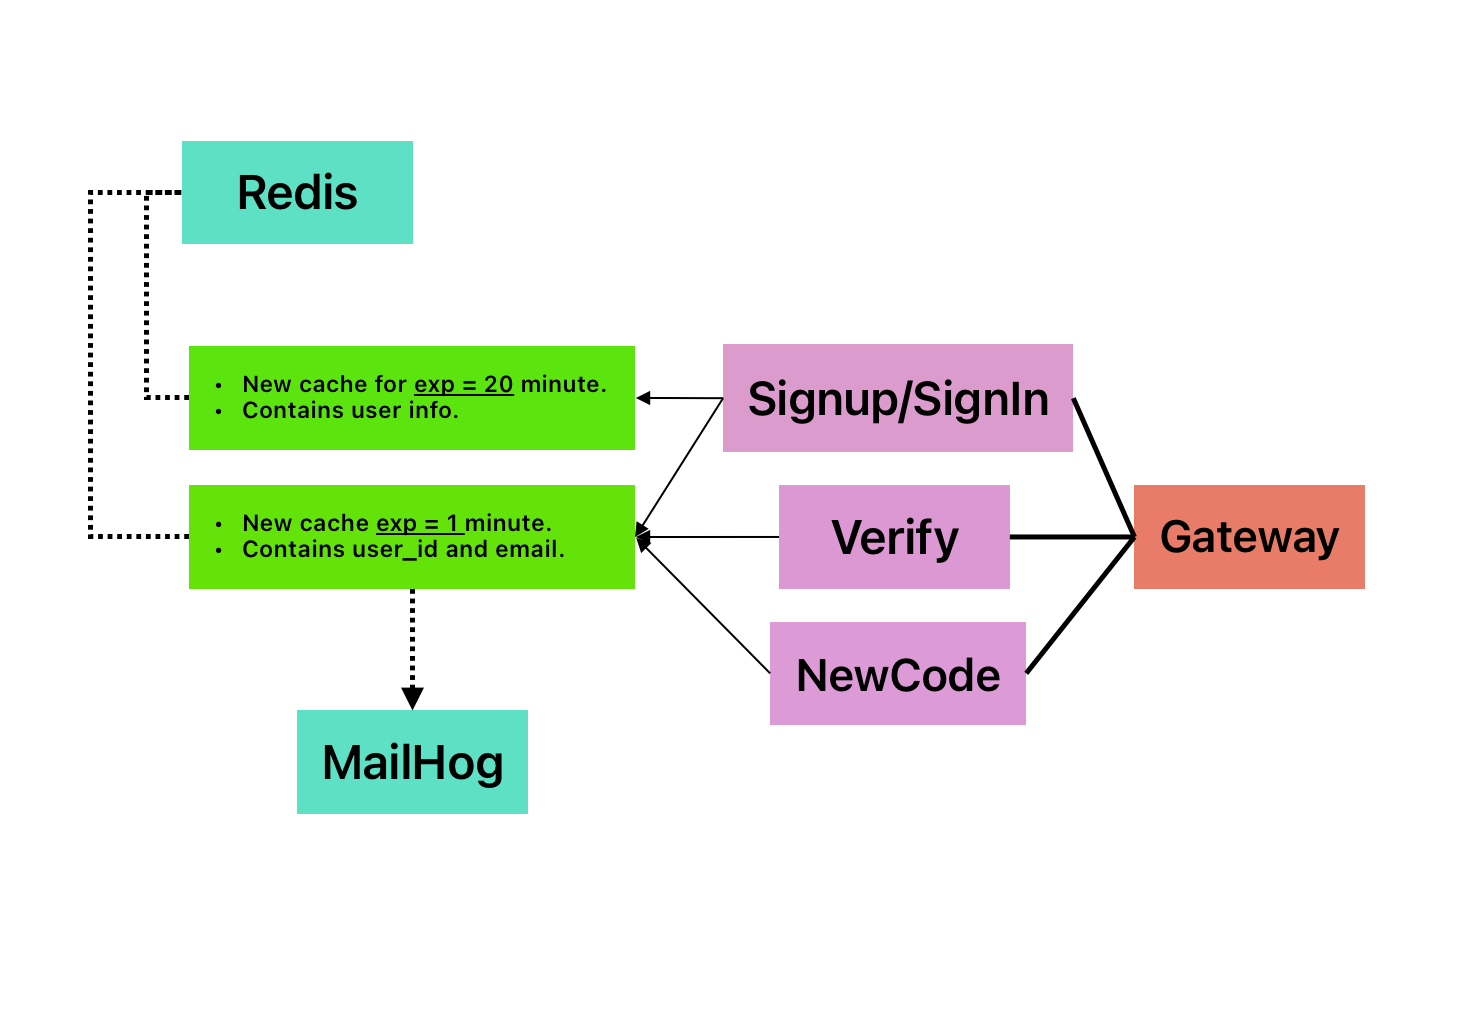 Redis
• New cache for exp = 20 minute.
• Contains user info.
Signup/SignIn
• New cache exp = 1 minute.
• Contains user_id and email.
Verify
Gateway
NewCode
MailHog